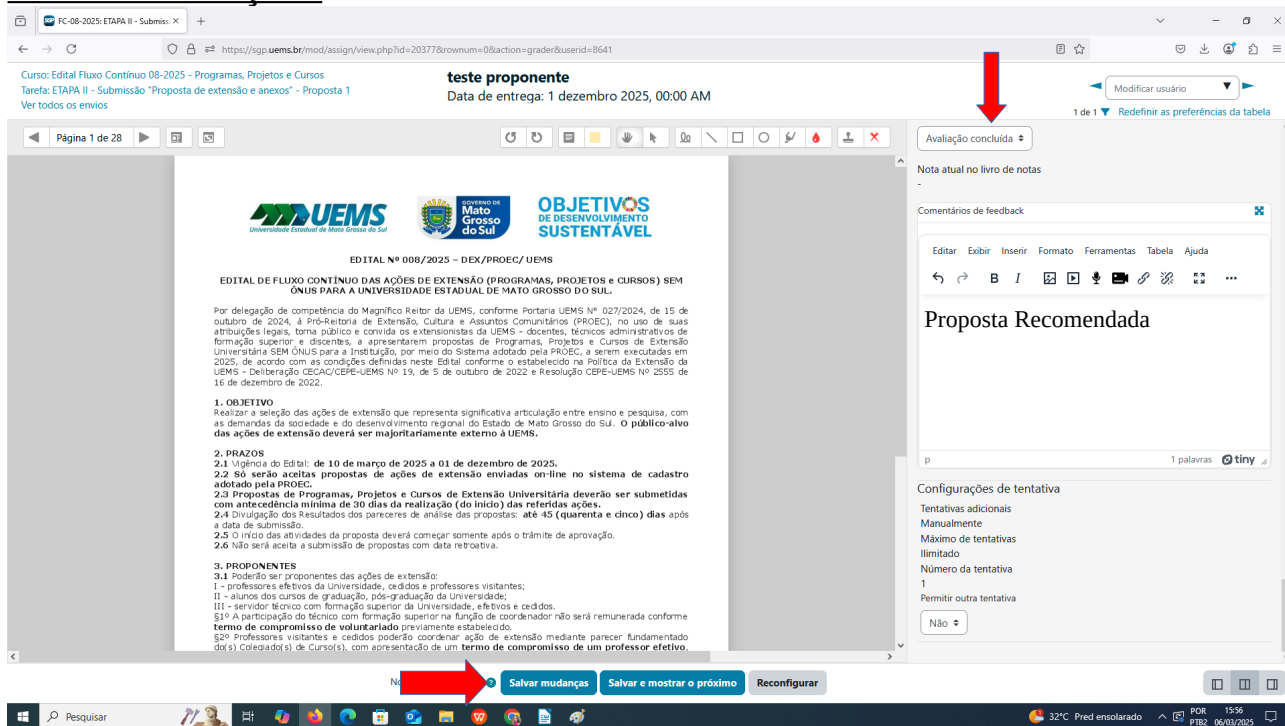 FC-08-2025: ETAPA II - Submiss
https://sgp.uems.br/mod/assign/view.php?id=20377&rownum=0&action=grader&userid=8641
Curso: Edital Fluxo Contínuo 08-2025 - Programas, Projetos e Cursos
Tarefa: ETAPA II - Submissão "Proposta de extensão e anexos" - Proposta 1
Ver todos os envios
teste proponente
Data de entrega: 1 dezembro 2025, 00:00 AM
Modificar usuário
1 de 1 Redefinir as preferências da tabela
Página 1 de 28
UEMS
Universidade Estadual de Mato Grosso do Sul
GOVERNO DE
Mato
Grosso
do Sul
OBJETIVOS
DE DESENVOLVIMENTO
SUSTENTÁVEL
EDITAL Nº 008/2025 – DEX/PROEC/ UEMS
EDITAL DE FLUXO CONTÍNUO DAS AÇÕES DE EXTENSÃO (PROGRAMAS, PROJETOS e CURSOS) SEM
ÔNUS PARA A UNIVERSIDADE ESTADUAL DE MATO GROSSO DO SUL.
Por delegação de competência do Magnífico Reitor da UEMS, conforme Portaria UEMS Nº 027/2024, de 15 de
outubro de 2024, à Pró-Reitoria de Extensão, Cultura e Assuntos Comunitários (PROEC), no uso de suas
atribuições legais, torna público e convida os extensionistas da UEMS - docentes, técnicos administrativos de
formação superior e discentes, a apresentarem propostas de Programas, Projetos e Cursos de Extensão
Universitária SEM ÔNUS para a Instituição, por meio do Sistema adotado pela PROEC, a serem executadas em
2025, de acordo com as condições definidas neste Edital conforme o estabelecido na Política da Extensão da
UEMS - Deliberação CECAC/CEPE-UEMS Nº 19, de 5 de outubro de 2022 e Resolução CEPE-UEMS Nº 2555 de
16 de dezembro de 2022.
1. OBJETIVO
Realizar a seleção das ações de extensão que representa significativa articulação entre ensino e pesquisa, com
as demandas da sociedade e do desenvolvimento regional do Estado de Mato Grosso do Sul. O público-alvo
das ações de extensão deverá ser majoritariamente externo à UEMS.
2. PRAZOS
2.1 Vigência do Edital: de 10 de março de 2025 a 01 de dezembro de 2025.
2.2 Só serão aceitas propostas de ações de extensão enviadas on-line no sistema de cadastro
adotado pela PROEC.
2.3 Propostas de Programas, Projetos e Cursos de Extensão Universitária deverão ser submetidas
com antecedência mínima de 30 dias da realização (do início) das referidas ações.
2.4 Divulgação dos Resultados dos pareceres de análise das propostas: até 45 (quarenta e cinco) dias após
a data de submissão.
2.5 O início das atividades da proposta deverá começar somente após o trâmite de aprovação.
2.6 Não será aceita a submissão de propostas com data retroativa.
3. PROPONENTES
3.1 Poderão ser proponentes das ações de extensão:
I - professores efetivos da Universidade, cedidos e professores visitantes;
II - alunos dos cursos de graduação, pós-graduação da Universidade;
III - servidor técnico com formação superior da Universidade, efetivos e cedidos.
§1º A participação do técnico com formação superior na função de coordenador não será remunerada conforme
termo de compromisso de voluntariado previamente estabelecido.
§2º Professores visitantes e cedidos poderão coordenar ação de extensão mediante parecer fundamentado
do(s) Colegiado(s) de Curso(s), com apresentação de um termo de compromisso de um professor efetivo,
Avaliação concluída
Nota atual no livro de notas
-
Comentários de feedback
Editar Exibir Inserir Formato Ferramentas Tabela Ajuda
B I
Proposta Recomendada
p 1 palavras tiny
Configurações de tentativa
Tentativas adicionais
Manualmente
Máximo de tentativas
Ilimitado
Número da tentativa
1
Permitir outra tentativa
Não
Salvar mudanças Salvar e mostrar o próximo Reconfigurar
Pesquisar
32°C Pred ensolarado
POR
PTB2
15:56
06/03/2025